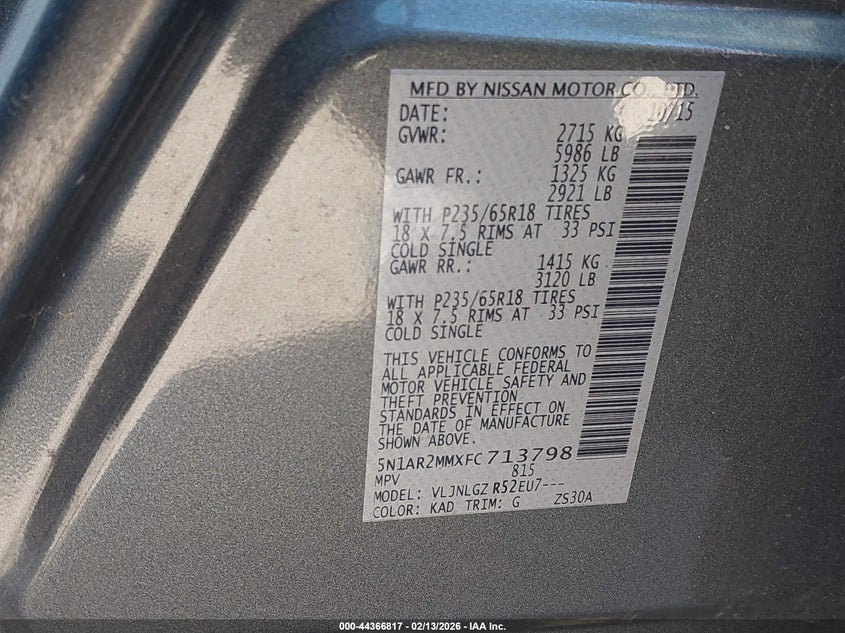 MFD BY NISSAN MOTOR CO., LTD.
DATE: 10/15
GVWR: 2715 KG
5986 LB
GAWR FR.: 1325 KG
2921 LB
WITH P235/65R18 TIRES
18 X 7.5 RIMS AT 33 PSI
COLD SINGLE
GAWR RR.: 1415 KG
3120 LB
WITH P235/65R18 TIRES
18 X 7.5 RIMS AT 33 PSI
COLD SINGLE
THIS VEHICLE CONFORMS TO
ALL APPLICABLE FEDERAL
MOTOR VEHICLE SAFETY AND
THEFT PREVENTION
STANDARDS IN EFFECT ON
THE DATE OF MANUFACTURE
SHOWN ABOVE.
5N1AR2MMXFC713798
MPV 815
MODEL: VLJNLGZ R52EU7---
COLOR: KAD TRIM: G ZS30A
000-44366817 - 02/13/2026 - IAA Inc.